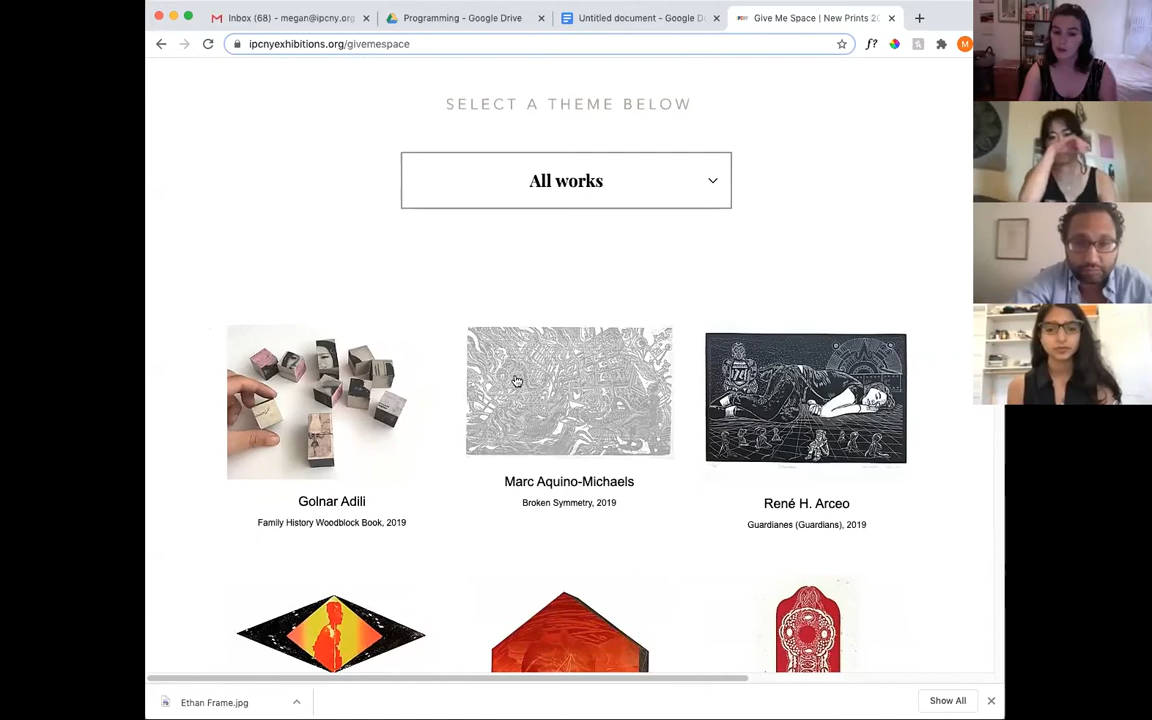 Inbox (68) - megan@ipcny.org
Programming - Google Drive
Untitled document - Google D
Give Me Space | New Prints 20
ipcnyexhibitions.org/givemespace
f?
M
SELECT A THEME BELOW
All works
Golnar Adili
Family History Woodblock Book, 2019
Marc Aquino-Michaels
Broken Symmetry, 2019
René H. Arceo
Guardianes (Guardians), 2019
Ethan Frame.jpg
Show All